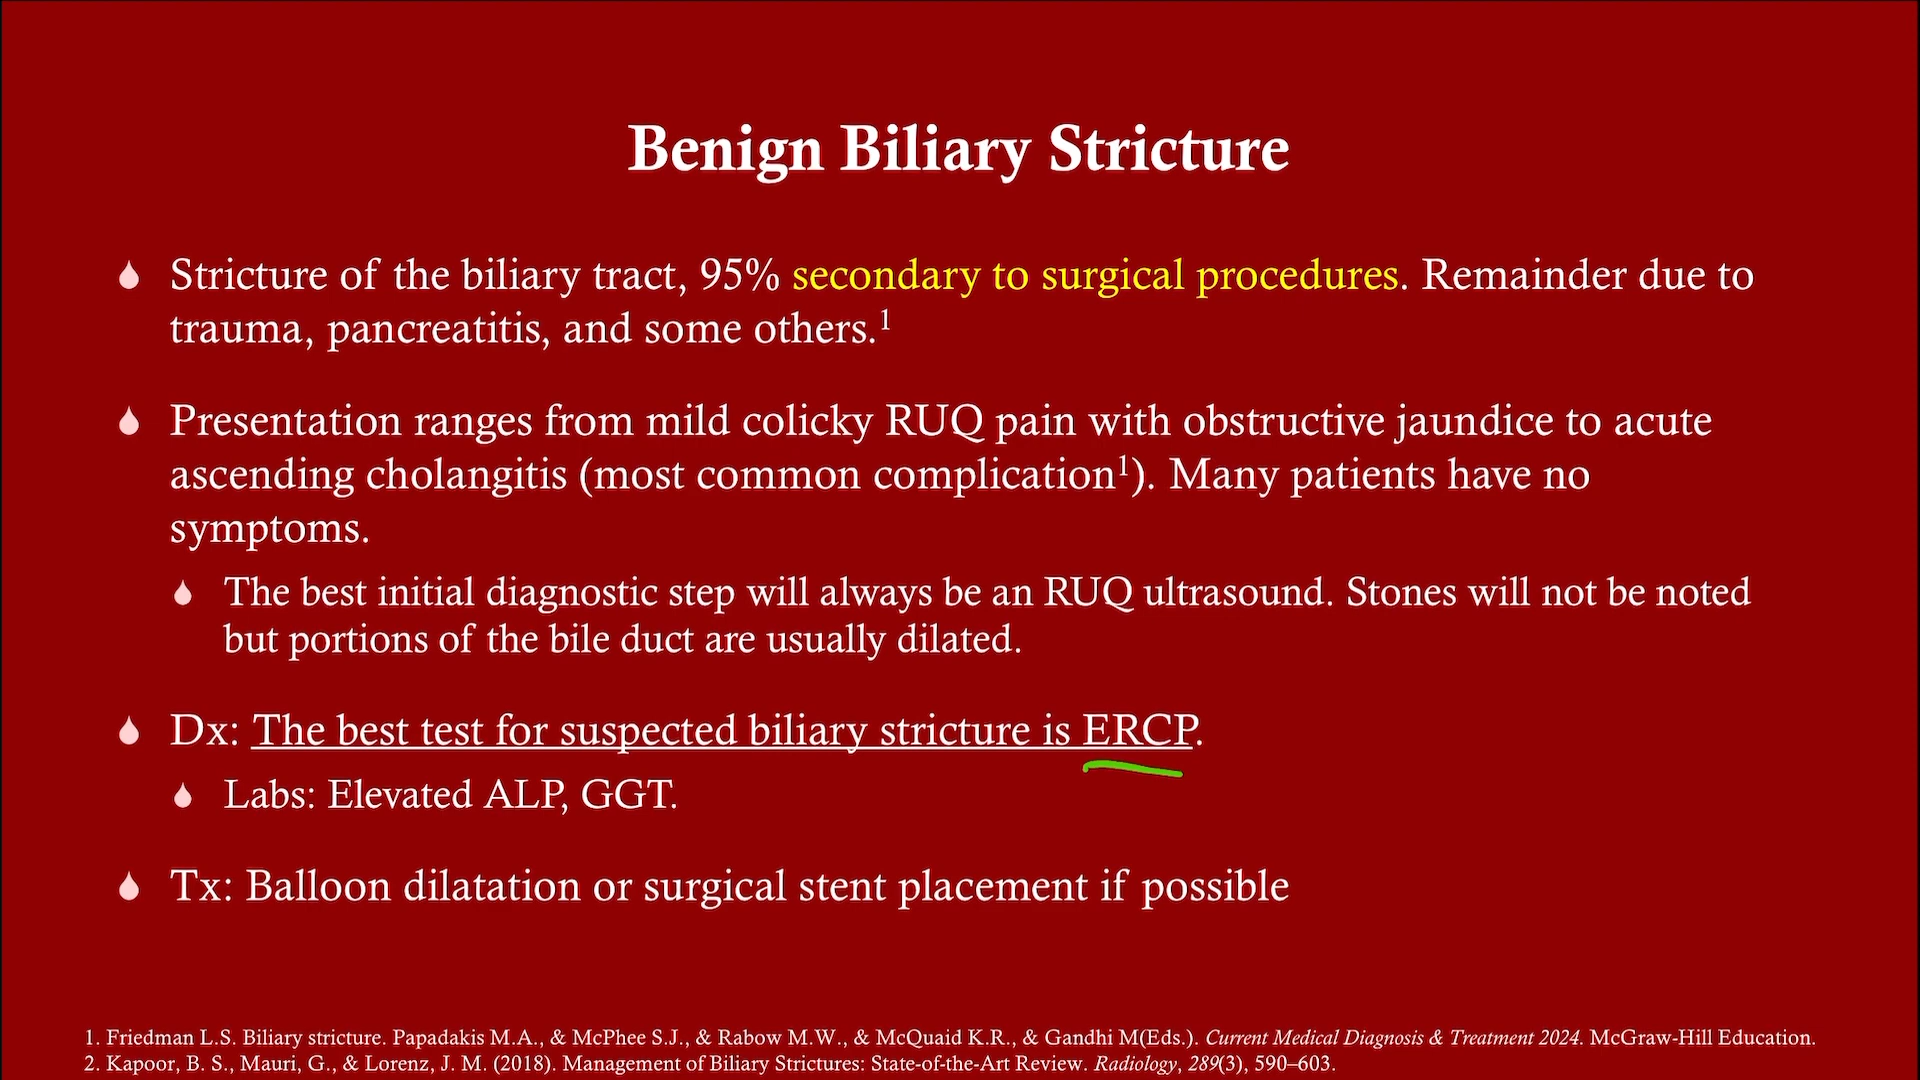 Benign Biliary Stricture
Stricture of the biliary tract, 95% secondary to surgical procedures. Remainder due to
trauma, pancreatitis, and some others.1
Presentation ranges from mild colicky RUQ pain with obstructive jaundice to acute
ascending cholangitis (most common complication1). Many patients have no
symptoms.
The best initial diagnostic step will always be an RUQ ultrasound. Stones will not be noted
but portions of the bile duct are usually dilated.
Dx: The best test for suspected biliary stricture is ERCP.
Labs: Elevated ALP, GGT.
Tx: Balloon dilatation or surgical stent placement if possible
1. Friedman L.S. Biliary stricture. Papadakis M.A., & McPhee S.J., & Rabow M.W., & McQuaid K.R., & Gandhi M(Eds.). Current Medical Diagnosis & Treatment 2024. McGraw-Hill Education.
2. Kapoor, B. S., Mauri, G., & Lorenz, J. M. (2018). Management of Biliary Strictures: State-of-the-Art Review. Radiology, 289(3), 590–603.